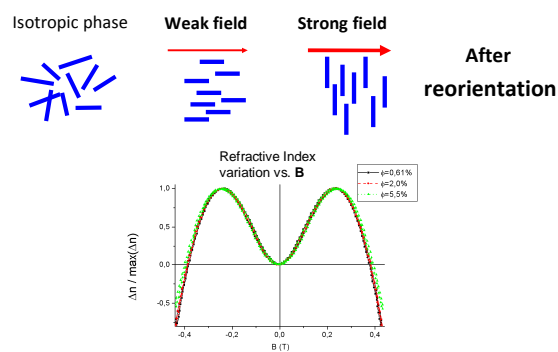 Isotropic phase
Weak field
Strong field
After
reorientation
Refractive Index
variation vs. B
ϕ=0,61%
ϕ=2,0%
ϕ=5,5%
1,0
0,5
0,0
-0,5
Δn / max(Δn)
-0,4 -0,2 0,0 0,2 0,4
B (T)